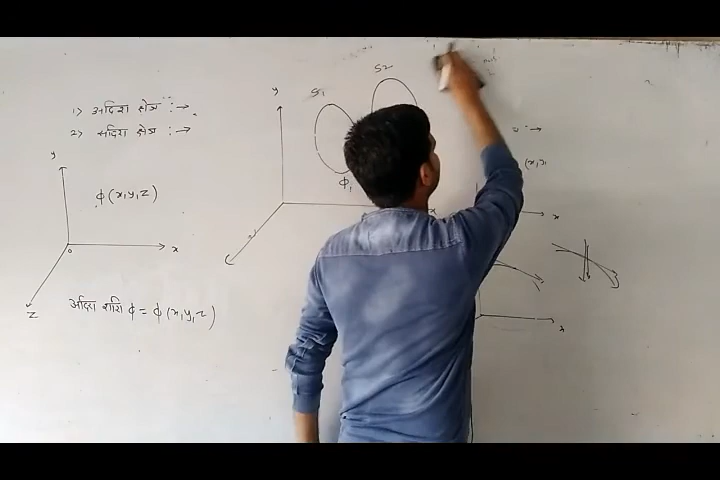 1) अदिश क्षेत्र :→
2) सदिश क्षेत्र :→
y
ϕ(x,y,z)
o
x
z
अदिश राशि ϕ = ϕ(x,y,z)
y
S1
S2
ϕ1
x
:→
(x,y
x
x